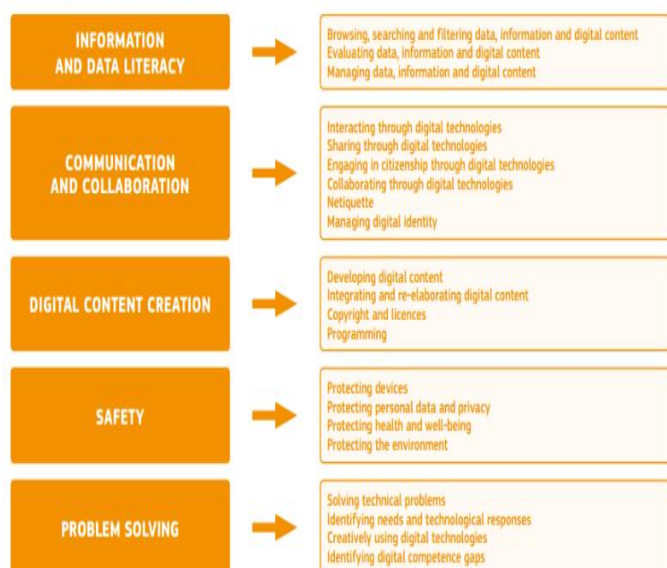 INFORMATION
AND DATA LITERACY
Browsing, searching and filtering data, information and digital content
Evaluating data, information and digital content
Managing data, information and digital content
COMMUNICATION
AND COLLABORATION
Interacting through digital technologies
Sharing through digital technologies
Engaging in citizenship through digital technologies
Collaborating through digital technologies
Netiquette
Managing digital identity
DIGITAL CONTENT CREATION
Developing digital content
Integrating and re-elaborating digital content
Copyright and licences
Programming
SAFETY
Protecting devices
Protecting personal data and privacy
Protecting health and well-being
Protecting the environment
PROBLEM SOLVING
Solving technical problems
Identifying needs and technological responses
Creatively using digital technologies
Identifying digital competence gaps